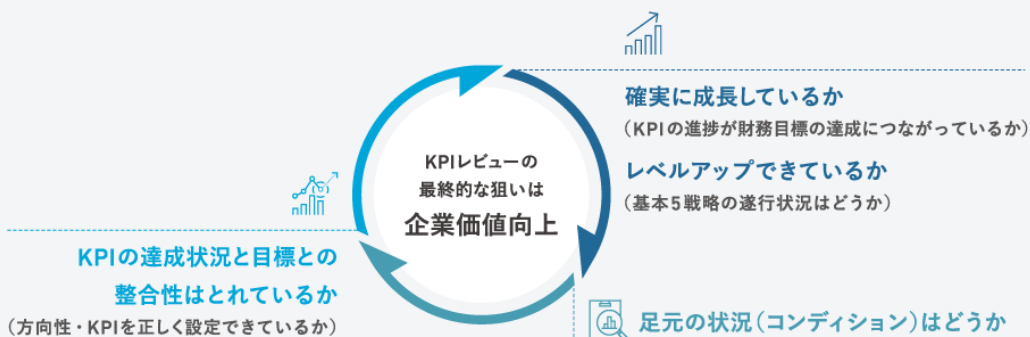 確実に成長しているか
（KPIの進捗が財務目標の達成につながっているか）
レベルアップできているか
（基本5戦略の遂行状況はどうか）
KPIレビューの
最終的な狙いは
企業価値向上
KPIの達成状況と目標との
整合性はとれているか
（方向性・KPIを正しく設定できているか）
足元の状況（コンディション）はどうか